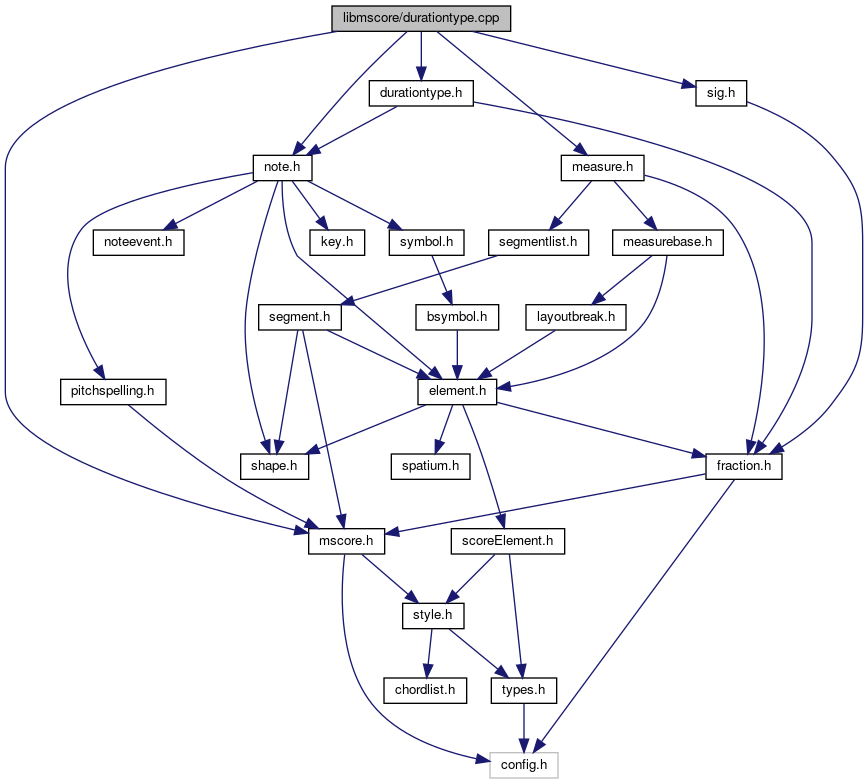 libmscore/durationtype.cpp
durationtype.h
sig.h
note.h
measure.h
noteevent.h
key.h
symbol.h
segmentlist.h
measurebase.h
segment.h
bsymbol.h
layoutbreak.h
pitchspelling.h
element.h
shape.h
spatium.h
fraction.h
mscore.h
scoreElement.h
style.h
chordlist.h
types.h
config.h